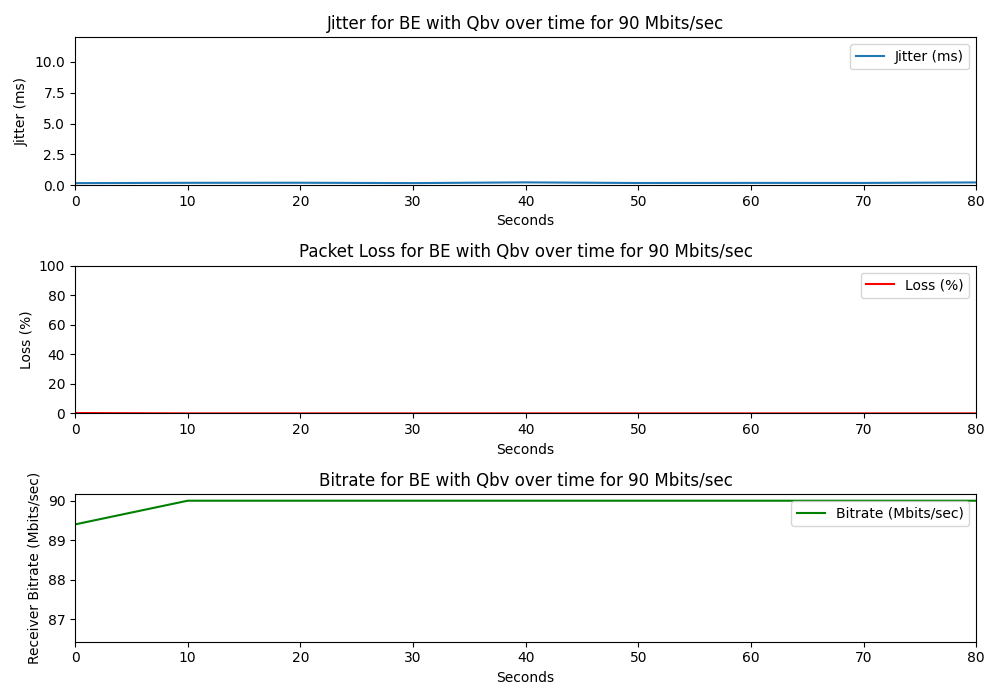 Jitter for BE with Qbv over time for 90 Mbits/sec
Jitter (ms)
10.0
7.5
5.0
2.5
0.0
Jitter (ms)
0 10 20 30 40 50 60 70 80
Seconds
Packet Loss for BE with Qbv over time for 90 Mbits/sec
Loss (%)
100
80
60
40
20
0
Loss (%)
0 10 20 30 40 50 60 70 80
Seconds
Bitrate for BE with Qbv over time for 90 Mbits/sec
Receiver Bitrate (Mbits/sec)
90
89
88
87
Bitrate (Mbits/sec)
0 10 20 30 40 50 60 70 80
Seconds